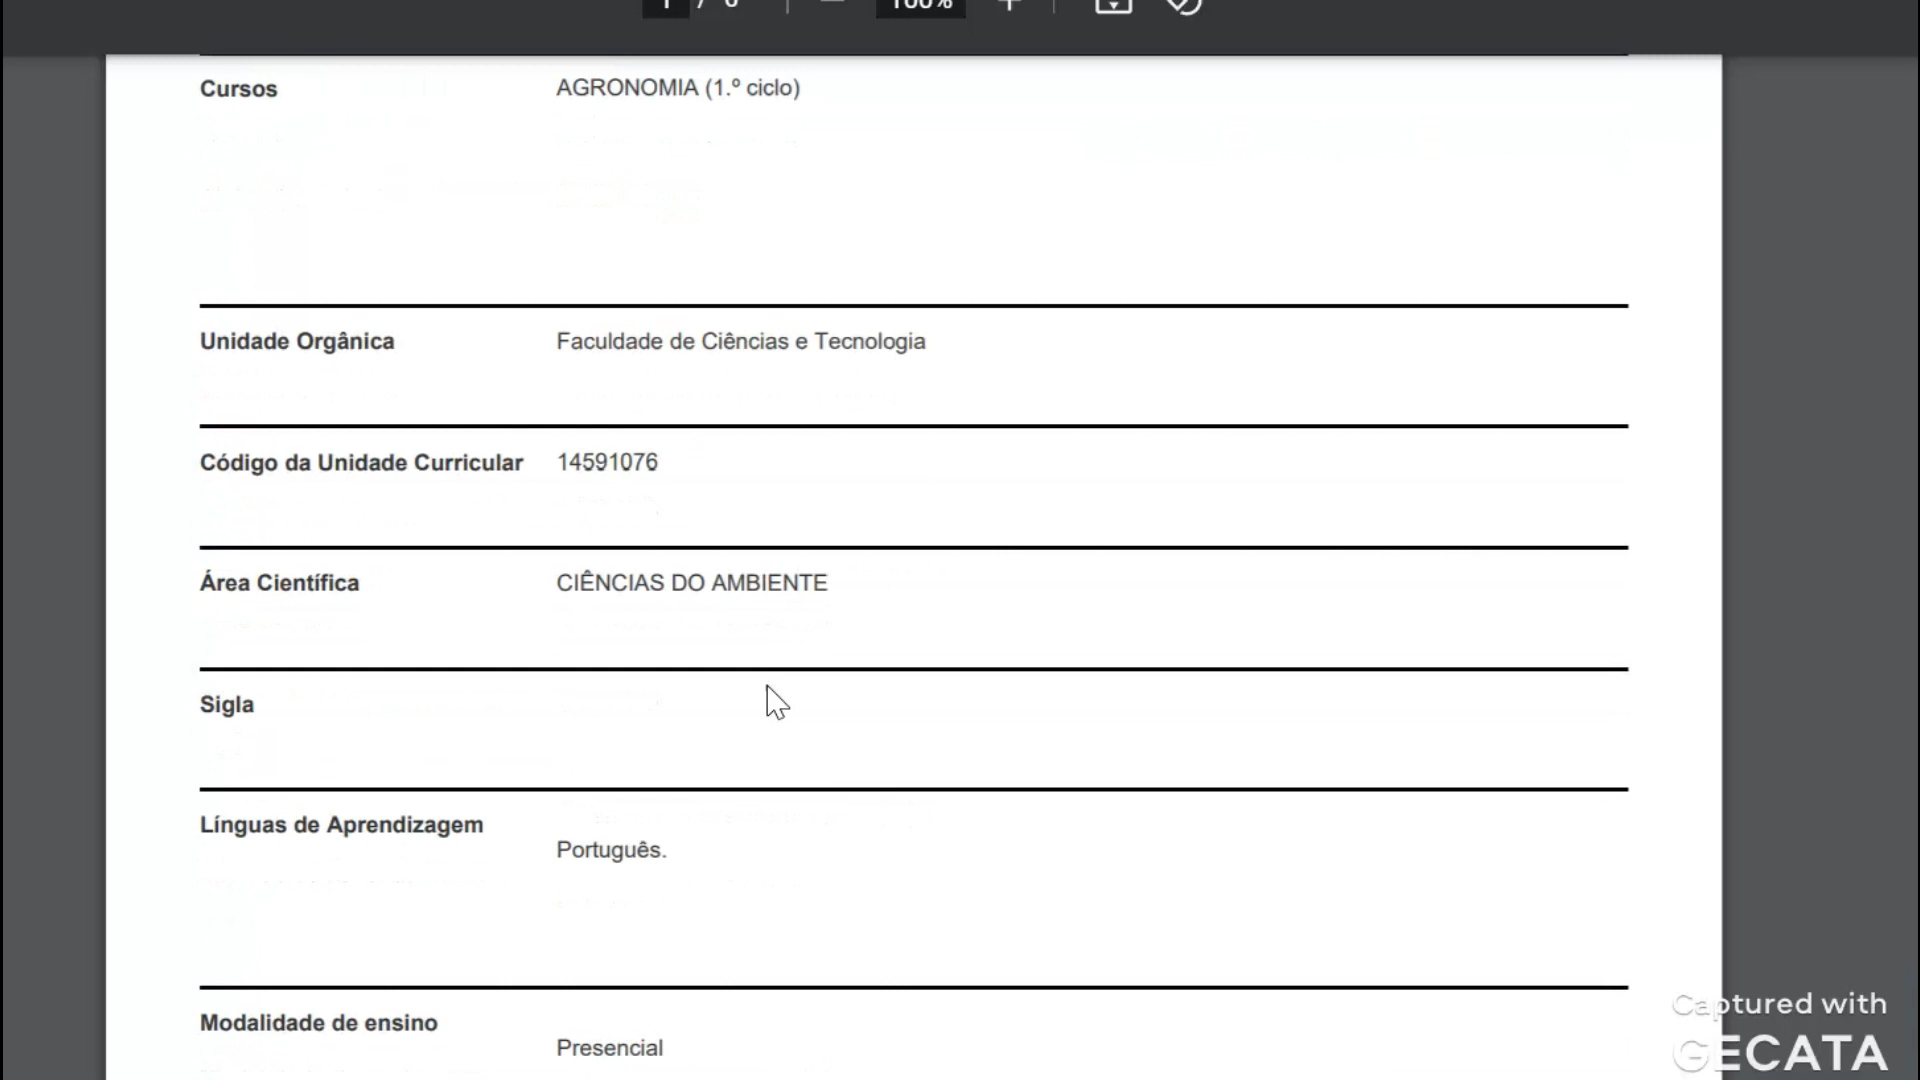 100%
Cursos AGRONOMIA (1.º ciclo)
Unidade Orgânica Faculdade de Ciências e Tecnologia
Código da Unidade Curricular 14591076
Área Científica CIÊNCIAS DO AMBIENTE
Sigla
Línguas de Aprendizagem
Português.
Modalidade de ensino
Presencial
Captured with
GECATA